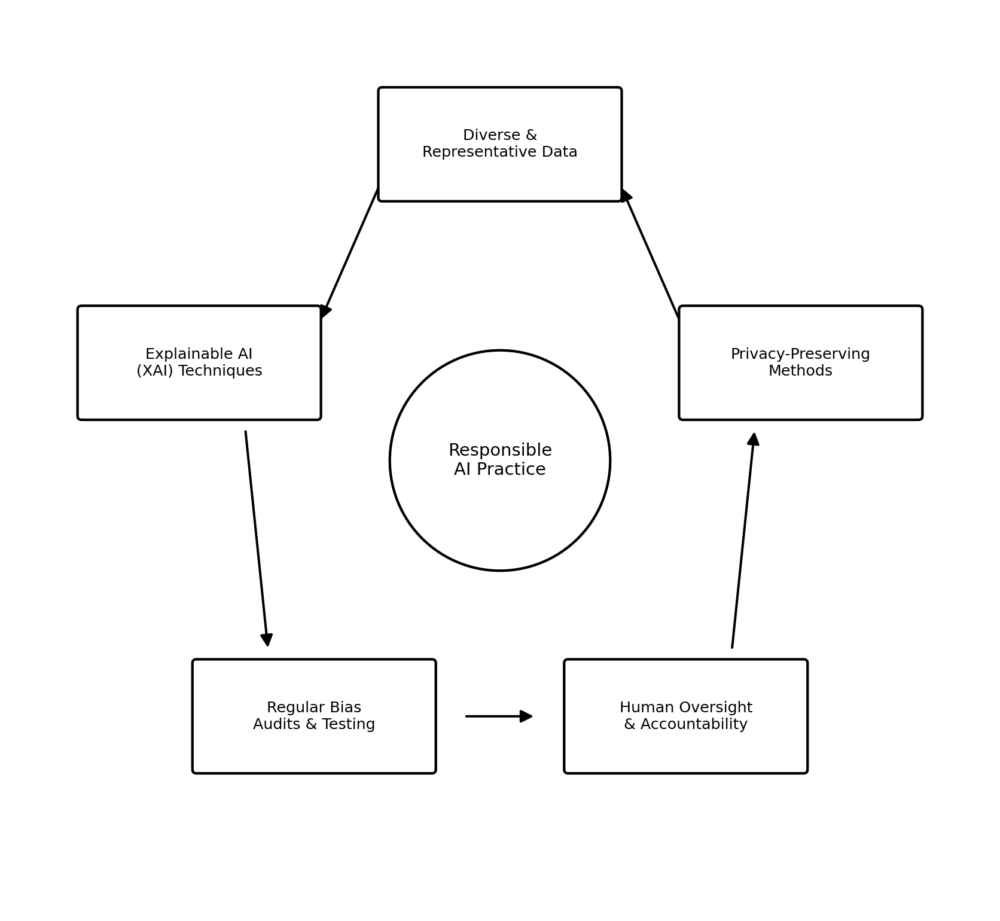 Diverse &
Representative Data
Explainable AI
(XAI) Techniques
Privacy-Preserving
Methods
Responsible
AI Practice
Regular Bias
Audits & Testing
Human Oversight
& Accountability